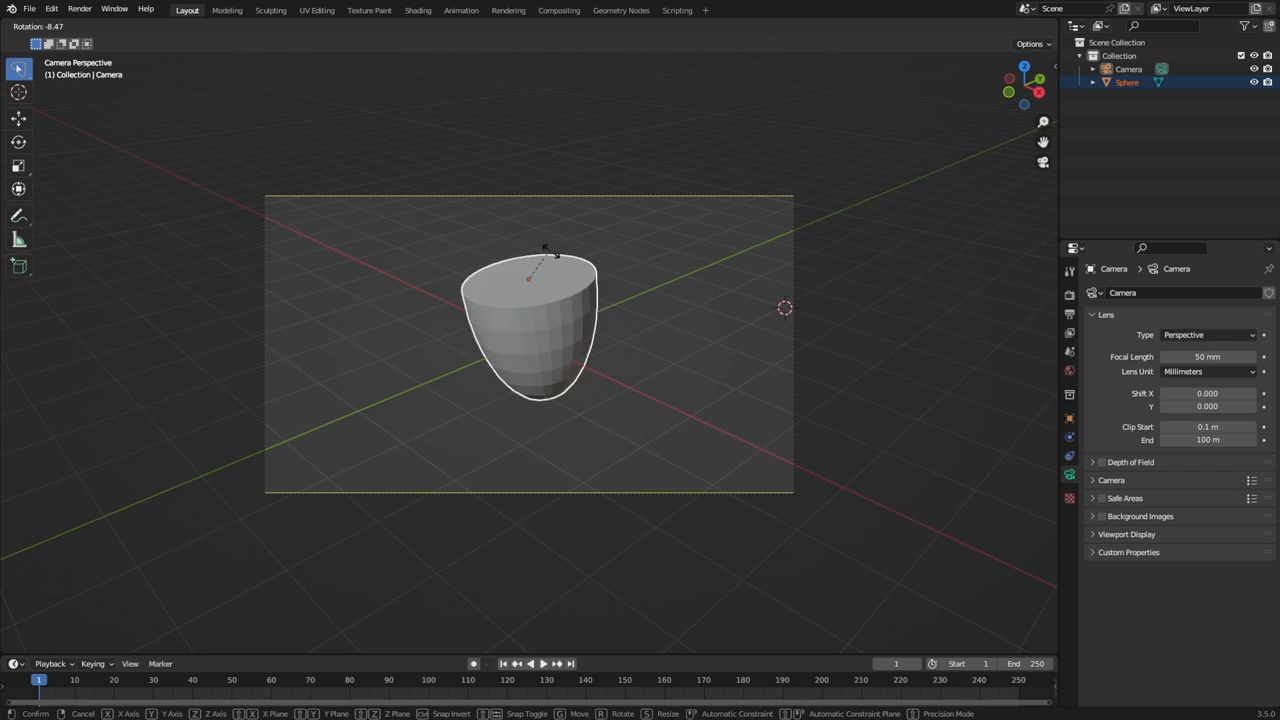 File Edit Render Window Help Layout Modeling Sculpting UV Editing Texture Paint Shading Animation Rendering Compositing Geometry Nodes Scripting + Scene ViewLayer
Rotation: -8.47
Options
Camera Perspective
(1) Collection | Camera
Z
Y
X
Scene Collection
Collection
Camera
Sphere
Camera Camera
Camera
Lens
Type Perspective
Focal Length 50 mm
Lens Unit Millimeters
Shift X 0.000
Y 0.000
Clip Start 0.1 m
End 100 m
Depth of Field
Camera
Safe Areas
Background Images
Viewport Display
Custom Properties
Playback Keying View Marker 1 Start 1 End 250
1 10 20 30 40 50 60 70 80 90 100 110 120 130 140 150 160 170 180 190 200 210 220 230 240 250
Confirm Cancel X X Axis Y Y Axis Z Z Axis X X Plane Y Y Plane Z Z Plane Ctrl Snap Invert Snap Toggle G Move R Rotate S Resize Automatic Constraint Automatic Constraint Plane Precision Mode 3.5.0